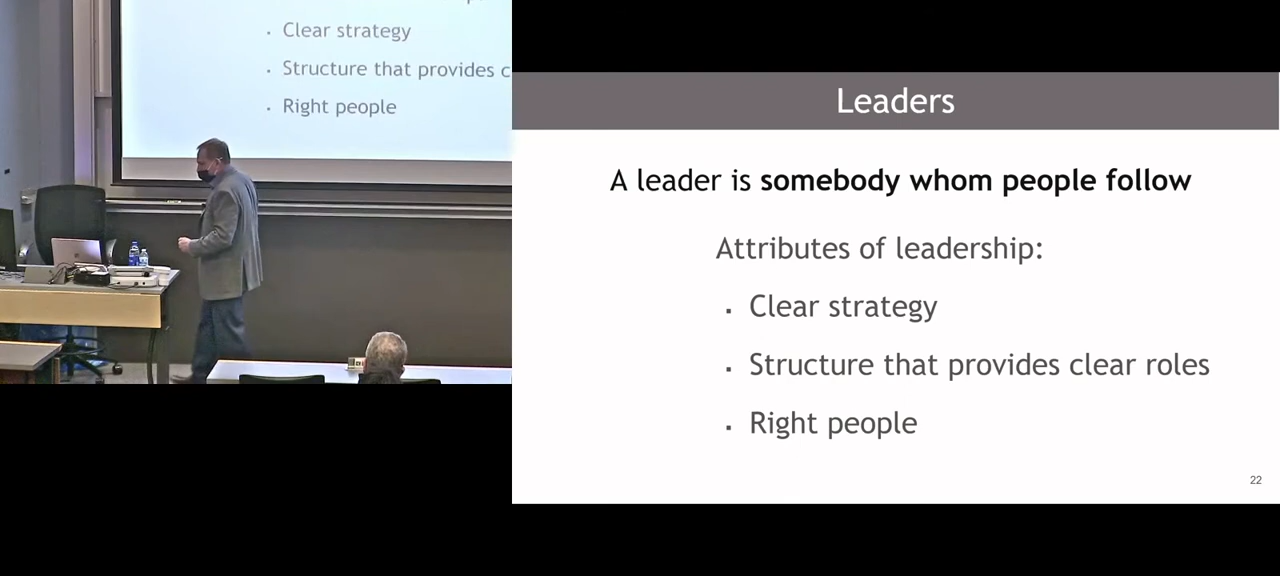 Clear strategy
Structure that provides c
Right people
Leaders
A leader is somebody whom people follow
Attributes of leadership:
▪ Clear strategy
▪ Structure that provides clear roles
▪ Right people
22